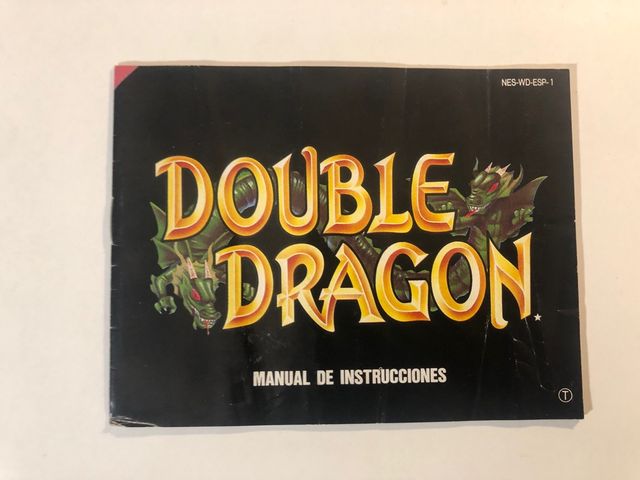 NES-WD-ESP-1
DOUBLE
DRAGON
MANUAL DE INSTRUCCIONES
T